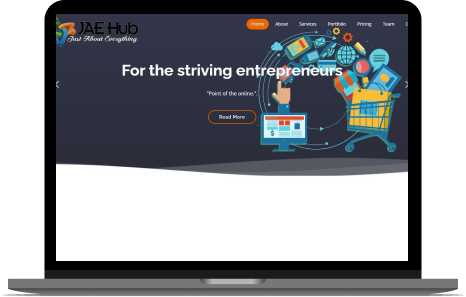 JAE Hub
Just About Everything
Home About Services Portfolio Pricing Team
For the striving entrepreneurs
"Point of the online.".
Read More
$